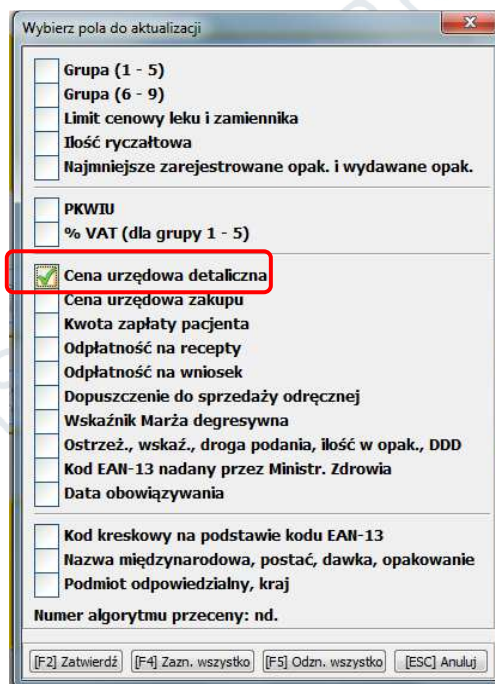 Wybierz pola do aktualizacji
Grupa (1 - 5)
Grupa (6 - 9)
Limit cenowy leku i zamiennika
Ilość ryczałtowa
Najmniejsze zarejestrowane opak. i wydawane opak.
PKWIU
% VAT (dla grupy 1 - 5)
Cena urzędowa detaliczna
Cena urzędowa zakupu
Kwota zapłaty pacjenta
Odpłatność na recepty
Odpłatność na wniosek
Dopuszczenie do sprzedaży odręcznej
Wskaźnik Marża degresywna
Ostrzeż., wskaź., droga podania, ilość w opak., DDD
Kod EAN-13 nadany przez Ministr. Zdrowia
Data obowiązywania
Kod kreskowy na podstawie kodu EAN-13
Nazwa międzynarodowa, postać, dawka, opakowanie
Podmiot odpowiedzialny, kraj
Numer algorytmu przeceny: nd.
[F2] Zatwierdź [F4] Zazn. wszystko [F5] Odzn. wszystko [ESC] Anuluj